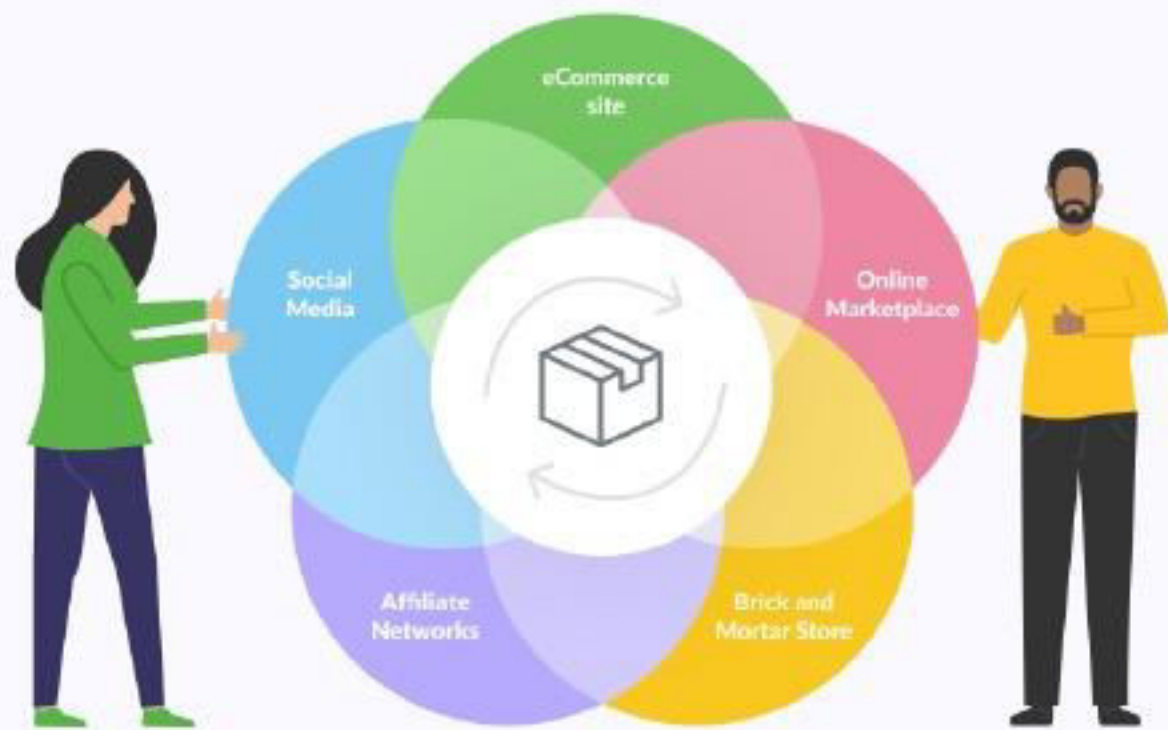 eCommerce
site
Social
Media
Online
Marketplace
Affiliate
Networks
Brick and
Mortar Store